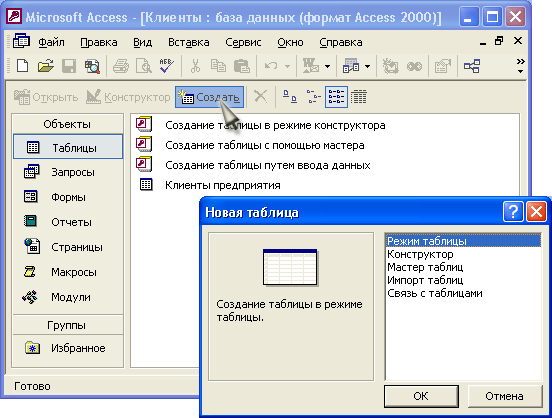 Microsoft Access - [Клиенты : база данных (формат Access 2000)]
Файл Правка Вид Вставка Сервис Окно Справка
Открыть Конструктор Создать
Объекты
Таблицы
Запросы
Формы
Отчеты
Страницы
Макросы
Модули
Группы
Избранное
Создание таблицы в режиме конструктора
Создание таблицы с помощью мастера
Создание таблицы путем ввода данных
Клиенты предприятия
Готово
Новая таблица
Создание таблицы в режиме
таблицы.
Режим таблицы
Конструктор
Мастер таблиц
Импорт таблиц
Связь с таблицами
ОК Отмена